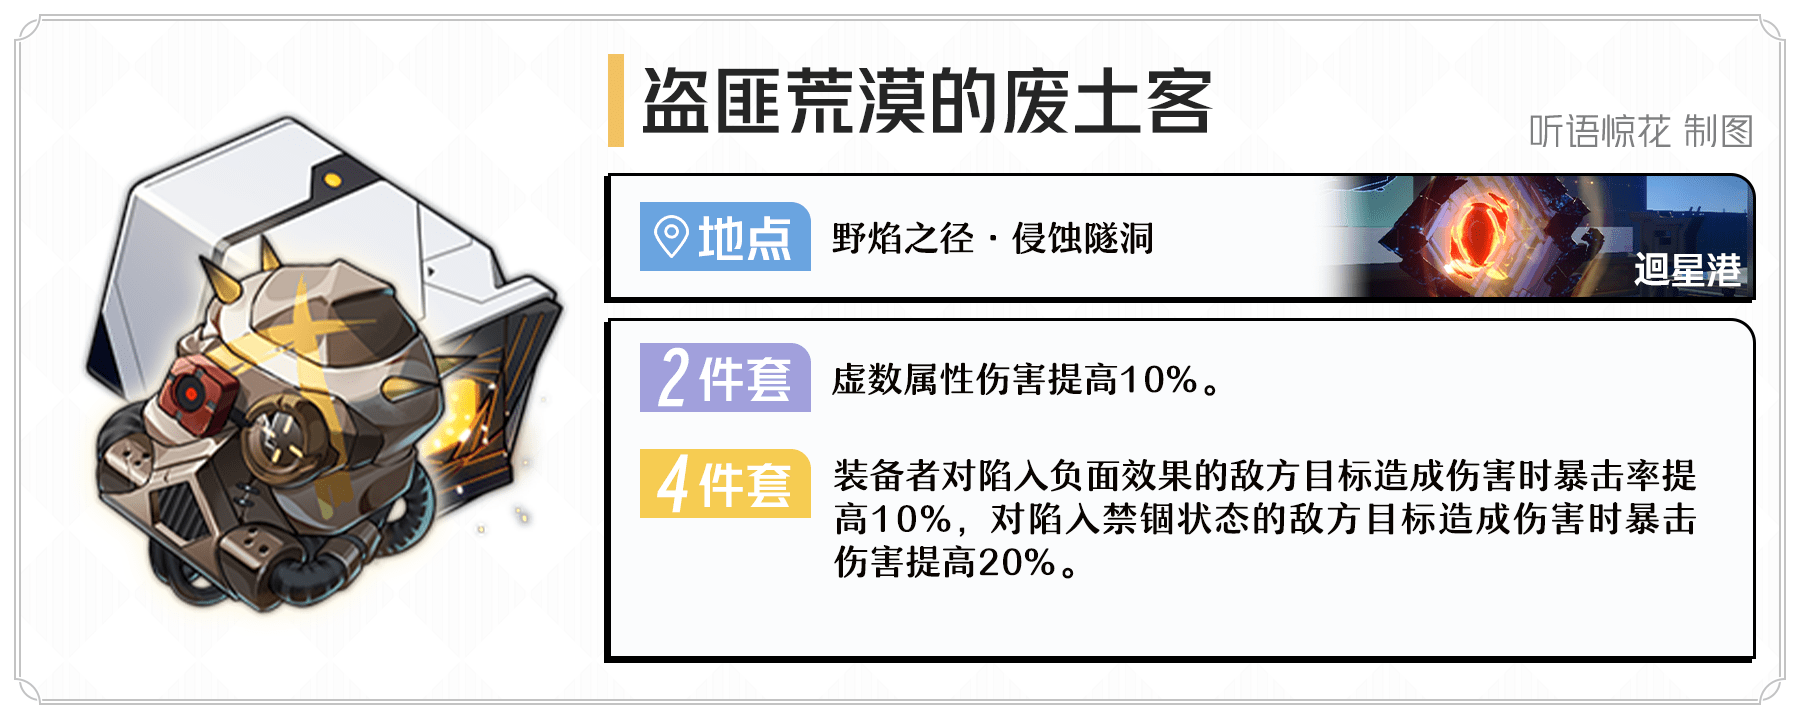 盗匪荒漠的废土客
听语惊花 制图
地点
野焰之径·侵蚀隧洞
迴星港
2件套
虚数属性伤害提高10%。
4件套
装备者对陷入负面效果的敌方目标造成伤害时暴击率提
高10%，对陷入禁锢状态的敌方目标造成伤害时暴击
伤害提高20%。